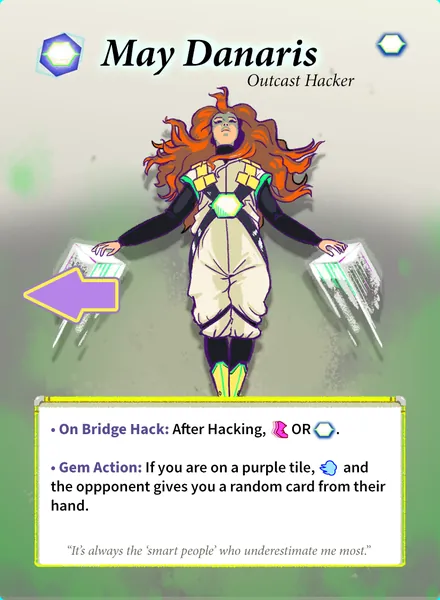 May Danaris
Outcast Hacker
• On Bridge Hack: After Hacking, OR .
• Gem Action: If you are on a purple tile, and
the oppponent gives you a random card from their
hand.
“It’s always the ‘smart people’ who underestimate me most.”